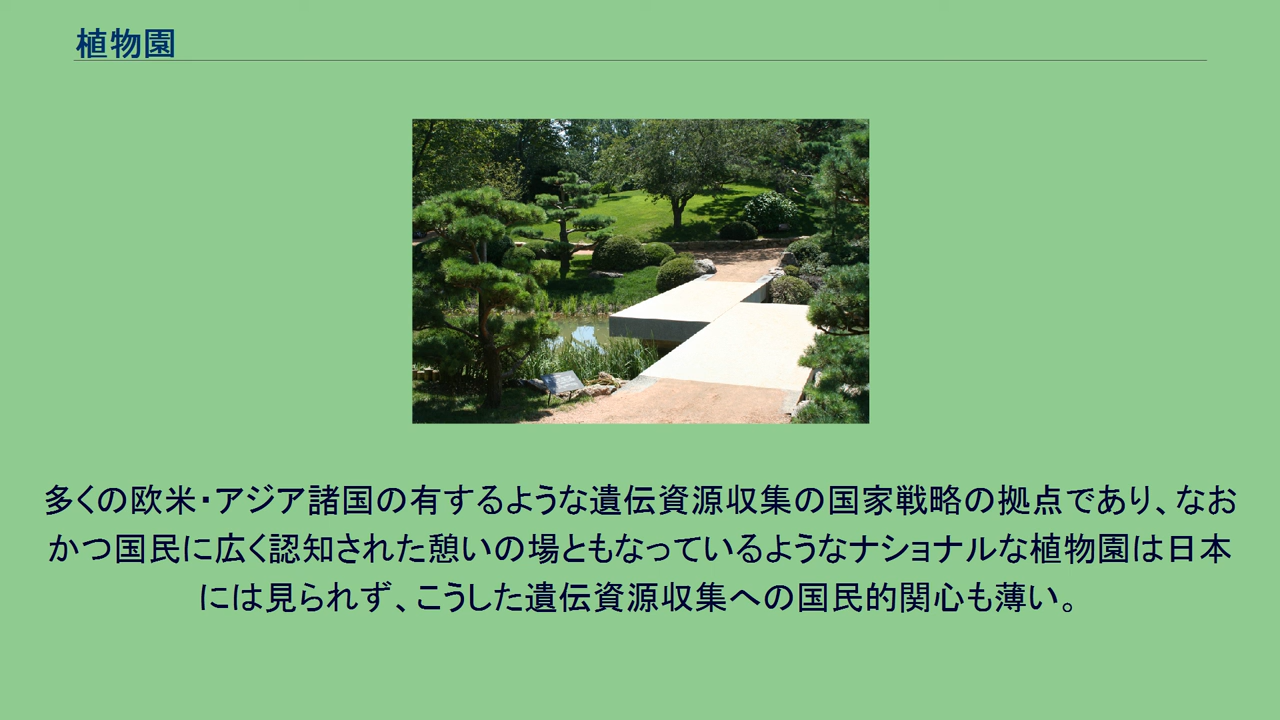 植物園
多くの欧米・アジア諸国の有するような遺伝資源収集の国家戦略の拠点であり、なお
かつ国民に広く認知された憩いの場ともなっているようなナショナルな植物園は日本
には見られず、こうした遺伝資源収集への国民的関心も薄い。